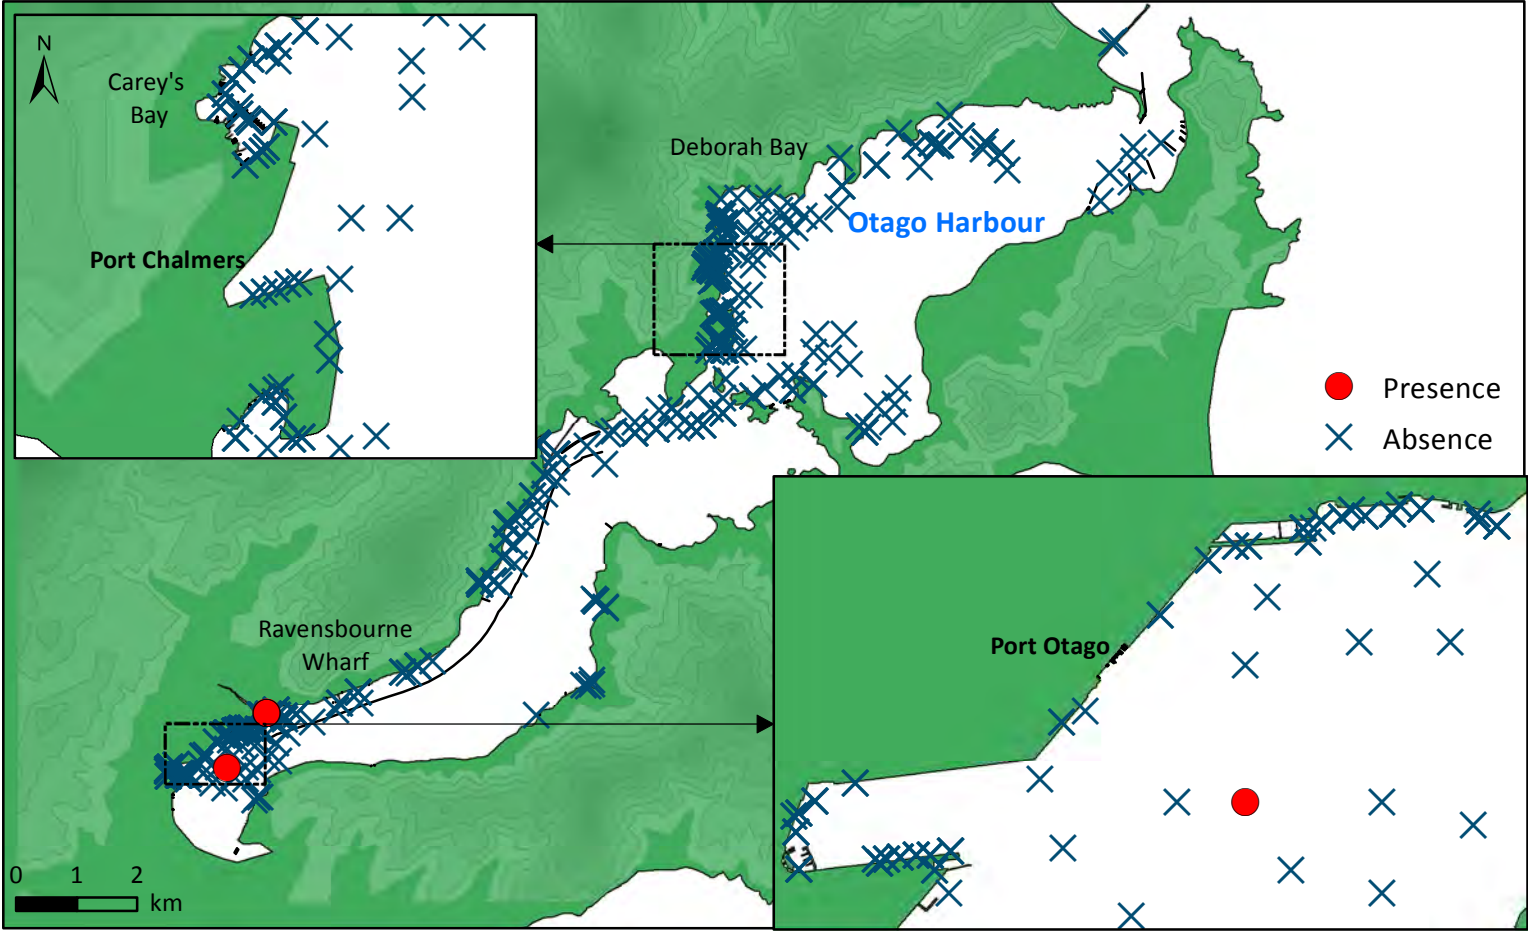 N
Carey's
Bay
Port Chalmers
Deborah Bay
Otago Harbour
Presence
Absence
Ravensbourne
Wharf
Port Otago
0 1 2
km